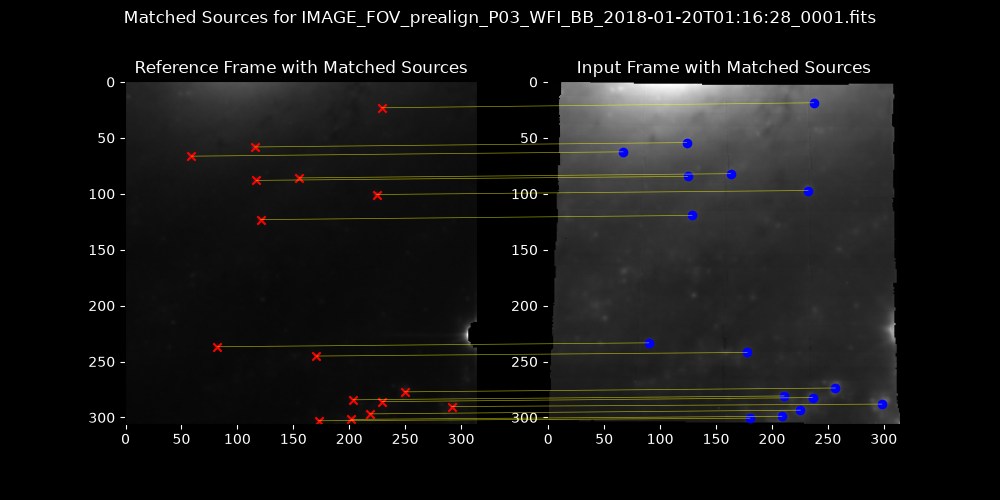 Matched Sources for IMAGE_FOV_prealign_P03_WFI_BB_2018-01-20T01:16:28_0001.fits
Reference Frame with Matched Sources
0
50
100
150
200
250
300
0 50 100 150 200 250 300
Input Frame with Matched Sources
0
50
100
150
200
250
300
0 50 100 150 200 250 300